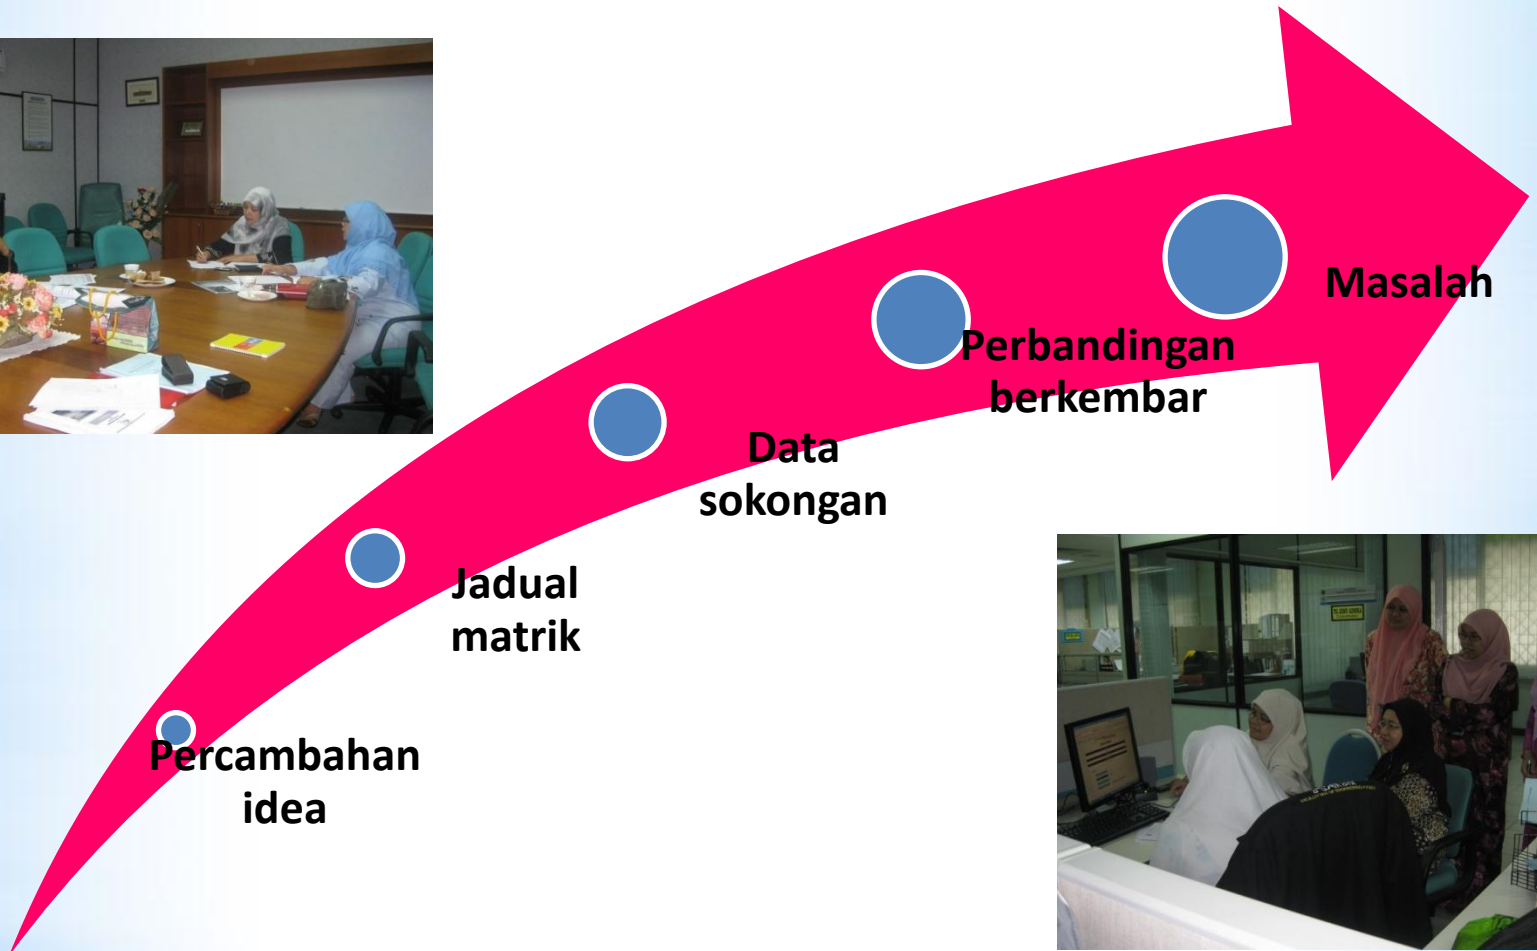 Masalah
Perbandingan
berkembar
Data
sokongan
Jadual
matrik
Percambahan
idea